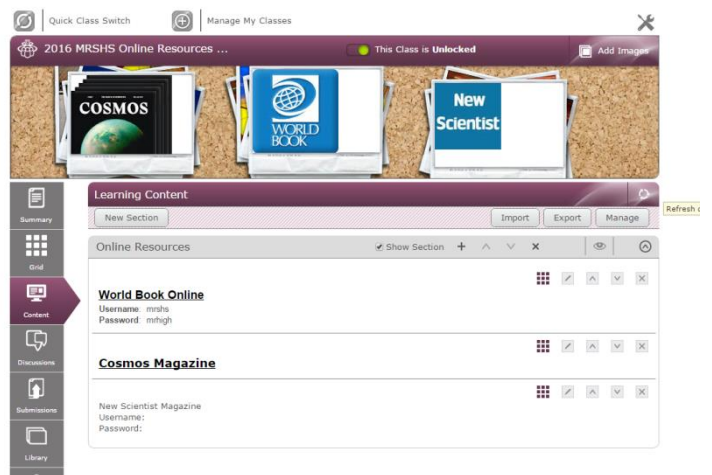 Quick Class Switch
Manage My Classes
2016 MRSHS Online Resources ...
This Class is Unlocked
Add Images
COSMOS
WORLD
BOOK
New
Scientist
Learning Content
Refresh
New Section
Import
Export
Manage
Summary
Online Resources
Show Section
Grid
World Book Online
Username: mrshs
Password: mrhigh
Content
Cosmos Magazine
Discussions
New Scientist Magazine
Username:
Password:
Submissions
Library